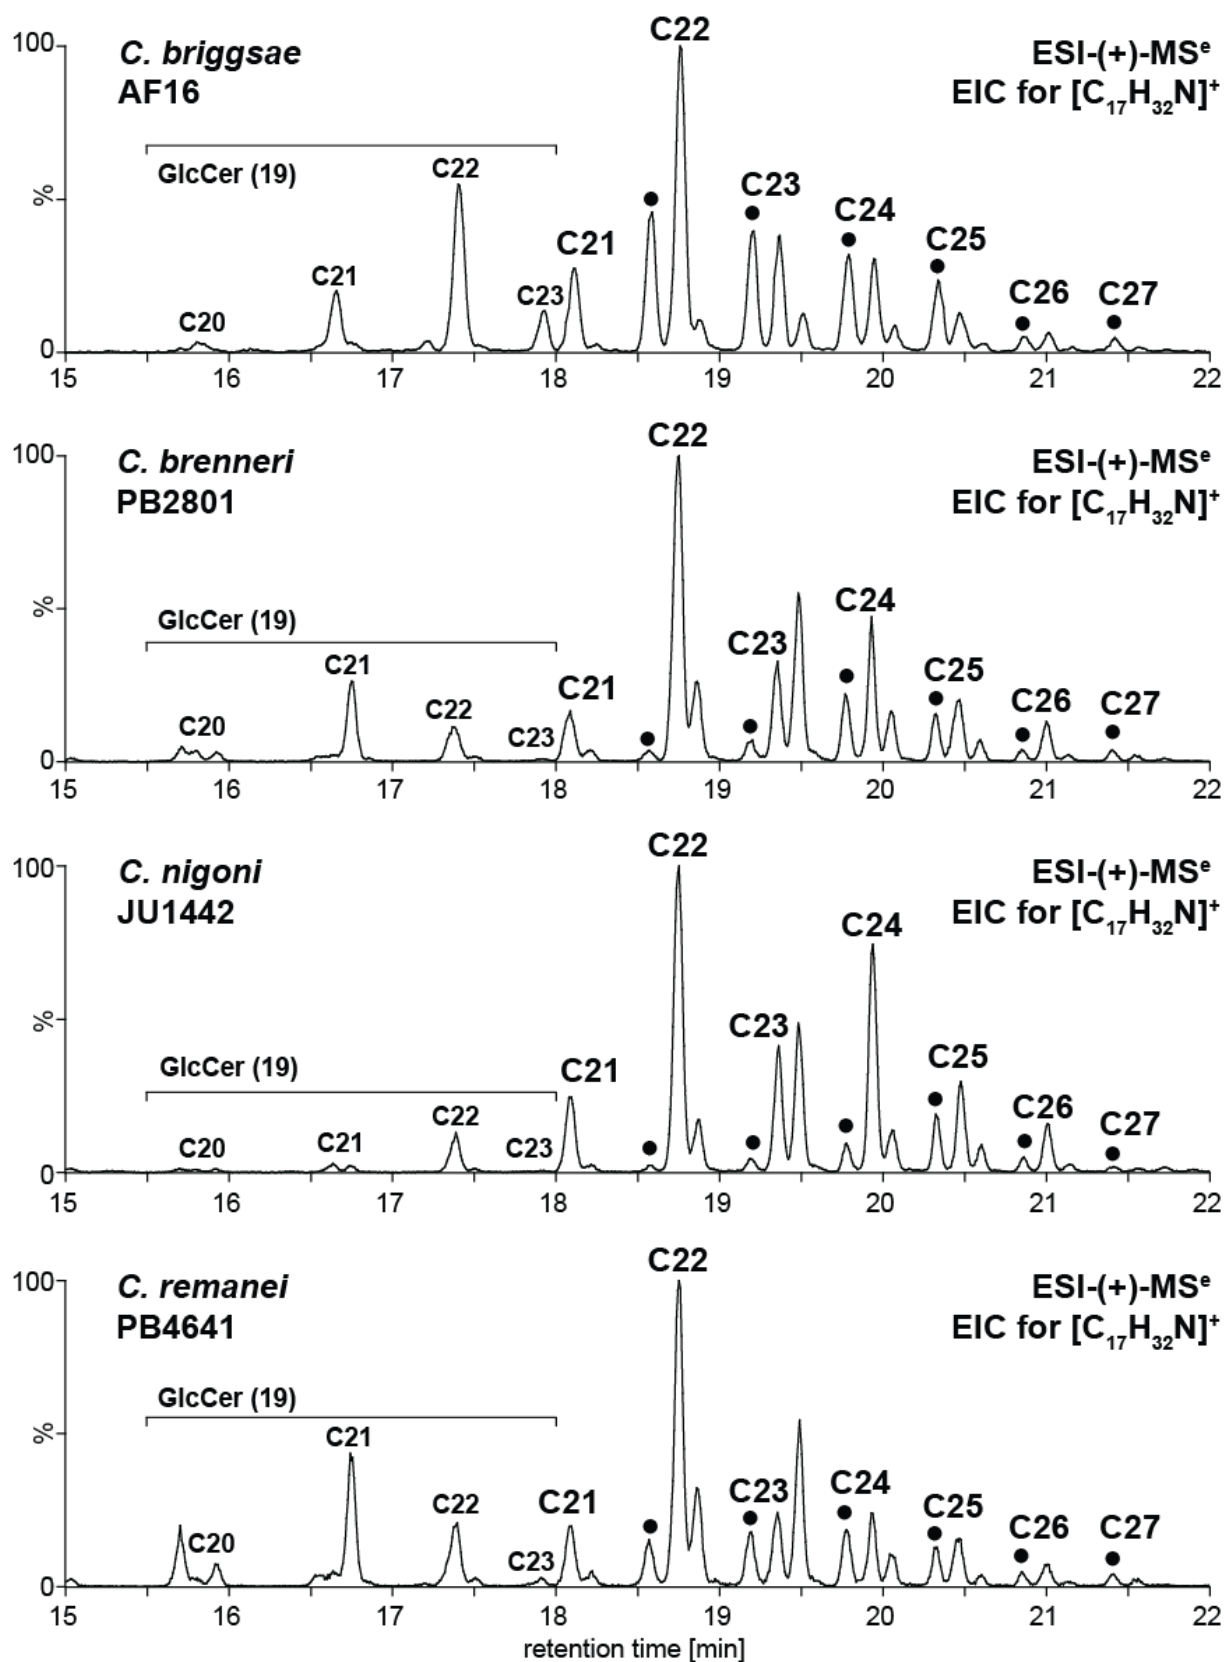 C. briggsae
AF16
ESI-(+)-MSᵉ
EIC for [C₁₇H₃₂N]⁺
100
%
0
GlcCer (19)
C20
C21
C22
C23
C21
C22
C23
C24
C25
C26
C27
15 16 17 18 19 20 21 22
C. brenneri
PB2801
ESI-(+)-MSᵉ
EIC for [C₁₇H₃₂N]⁺
100
%
0
GlcCer (19)
C20
C21
C22
C23
C21
C22
C23
C24
C25
C26
C27
15 16 17 18 19 20 21 22
C. nigoni
JU1442
ESI-(+)-MSᵉ
EIC for [C₁₇H₃₂N]⁺
100
%
0
GlcCer (19)
C20
C21
C22
C23
C21
C22
C23
C24
C25
C26
C27
15 16 17 18 19 20 21 22
C. remanei
PB4641
ESI-(+)-MSᵉ
EIC for [C₁₇H₃₂N]⁺
100
%
0
GlcCer (19)
C20
C21
C22
C23
C21
C22
C23
C24
C25
C26
C27
15 16 17 18 19 20 21 22
retention time [min]